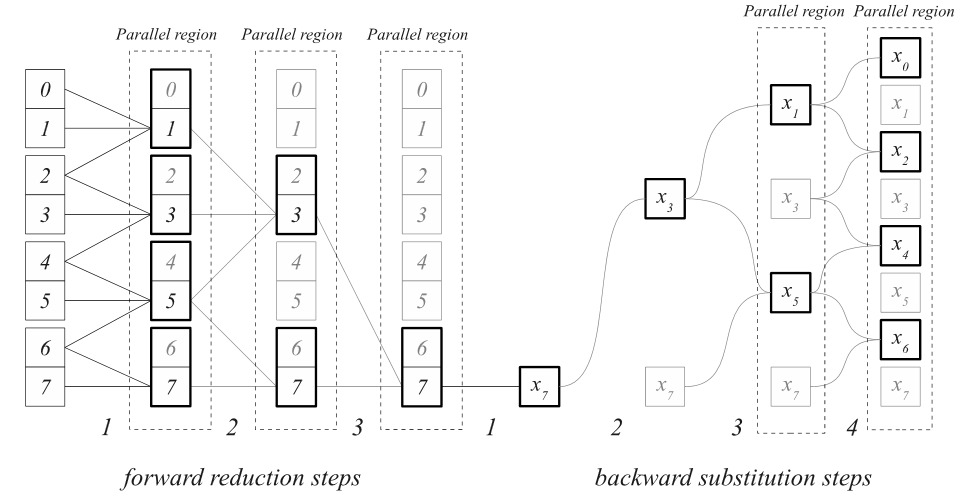 Parallel region Parallel region
Parallel region Parallel region Parallel region
0 0 0 0
1 1 1 1
2 2 2 2
3 3 3 3
4 4 4 4
5 5 5 5
6 6 6 6
7 7 7 7
x7
x3
x7
x1
x3
x5
x7
x0
x1
x2
x3
x4
x5
x6
x7
1 2 3 1 2 3 4
forward reduction steps backward substitution steps